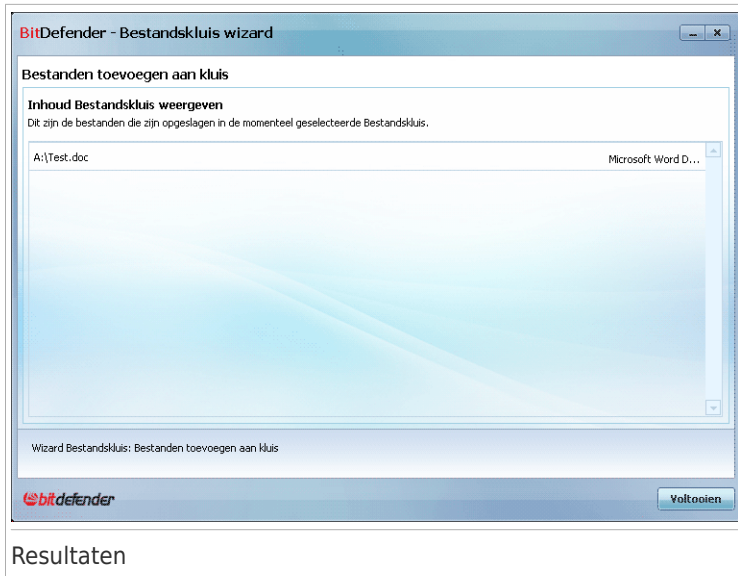 BitDefender - Bestandskluis wizard
Bestanden toevoegen aan kluis
Inhoud Bestandskluis weergeven
Dit zijn de bestanden die zijn opgeslagen in de momenteel geselecteerde Bestandskluis.
A:\Test.doc Microsoft Word D...
Wizard Bestandskluis: Bestanden toevoegen aan kluis
bitdefender
Voltooien
Resultaten